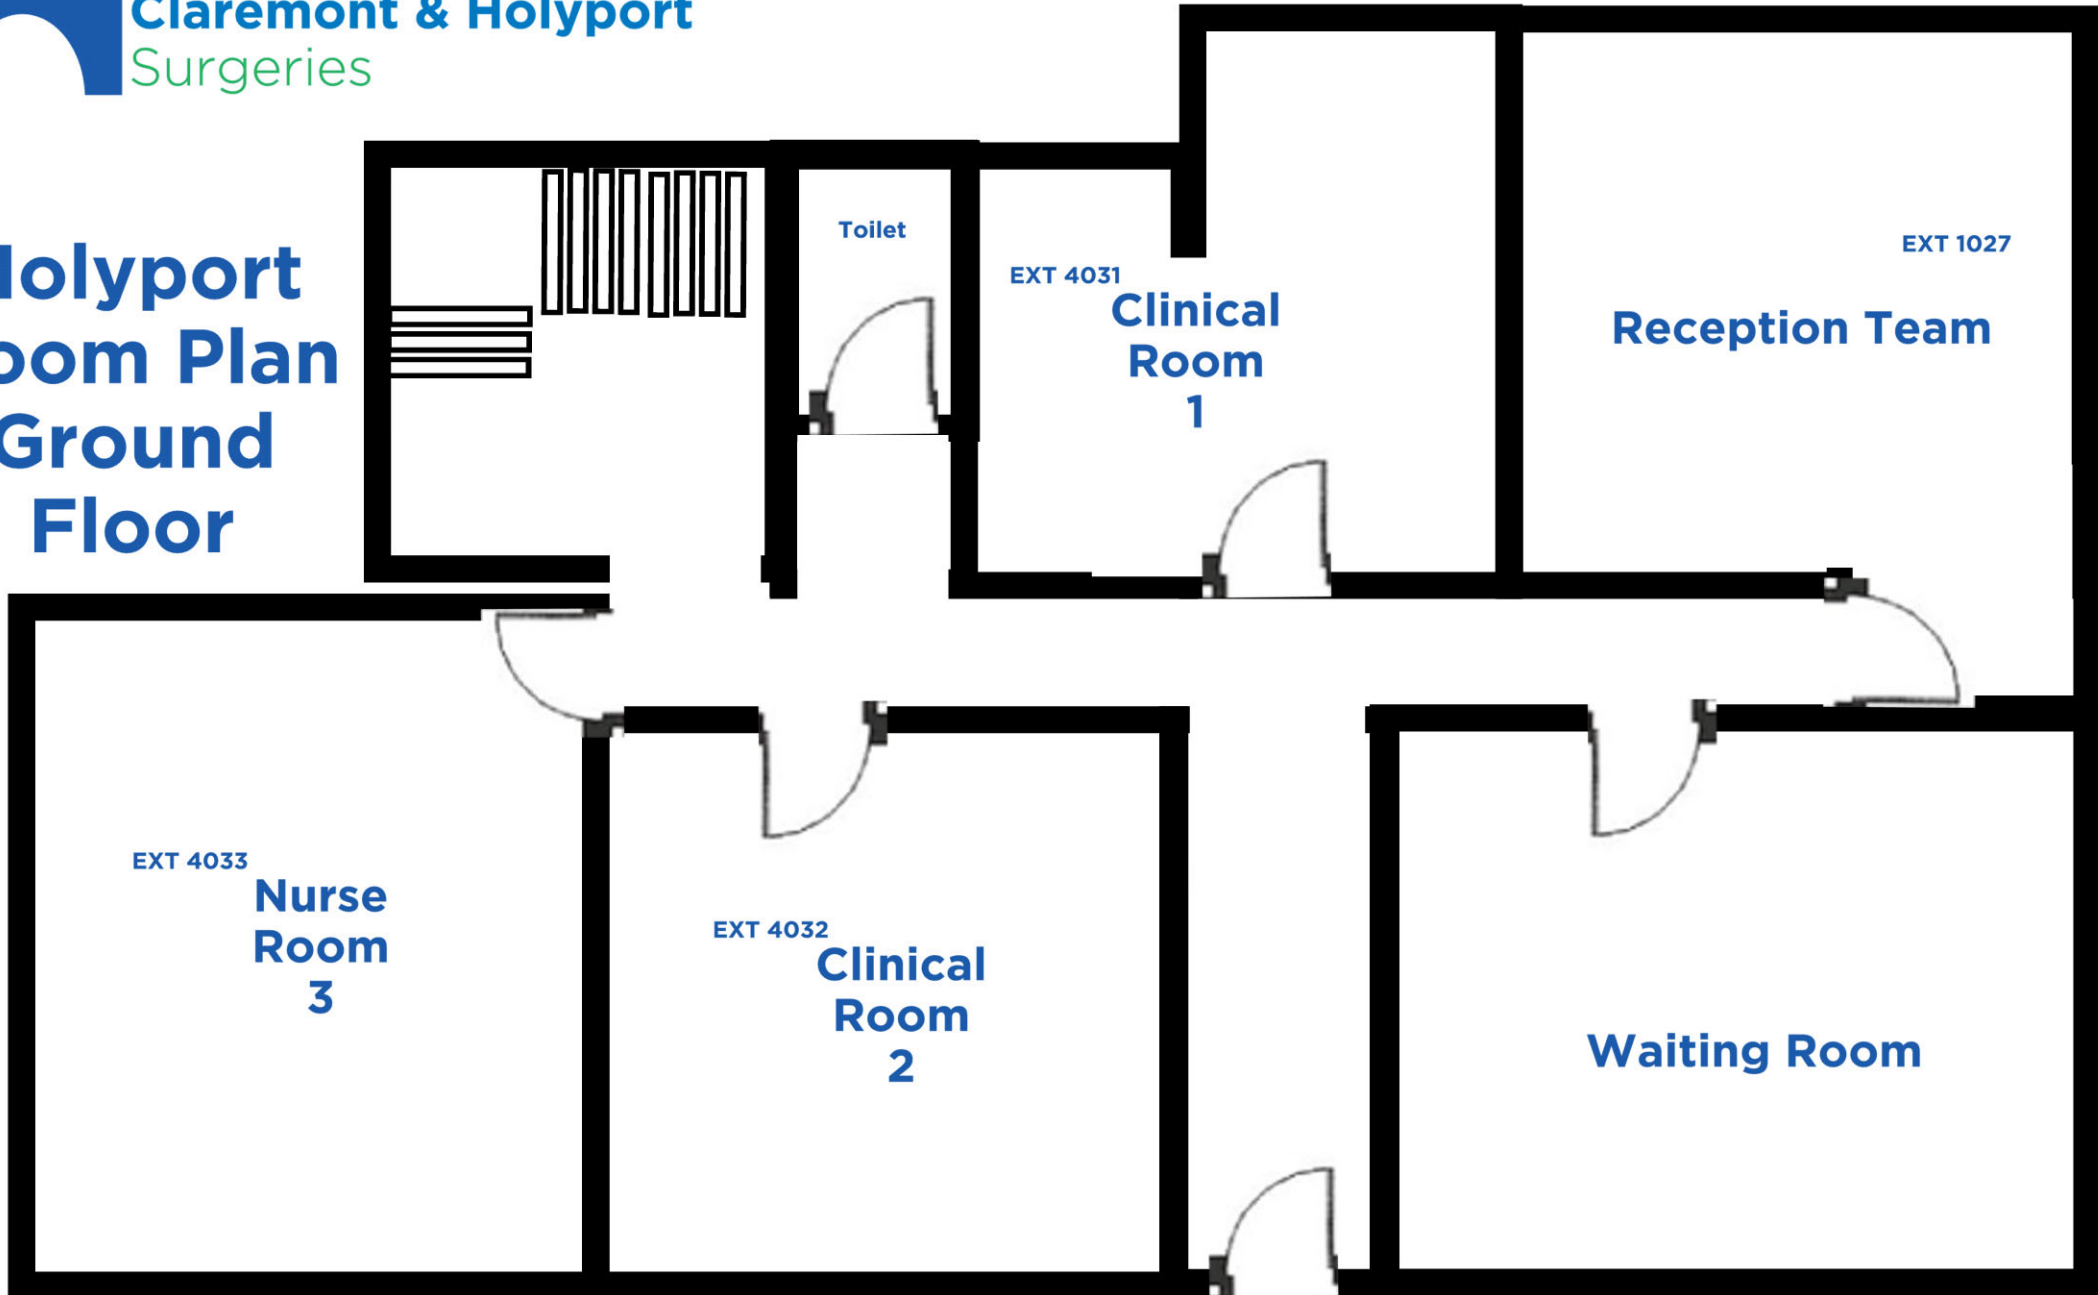 Claremont & Holyport
Surgeries
olyport
oom Plan
Ground
Floor
Toilet
EXT 4031
Clinical
Room
1
EXT 1027
Reception Team
EXT 4033
Nurse
Room
3
EXT 4032
Clinical
Room
2
Waiting Room